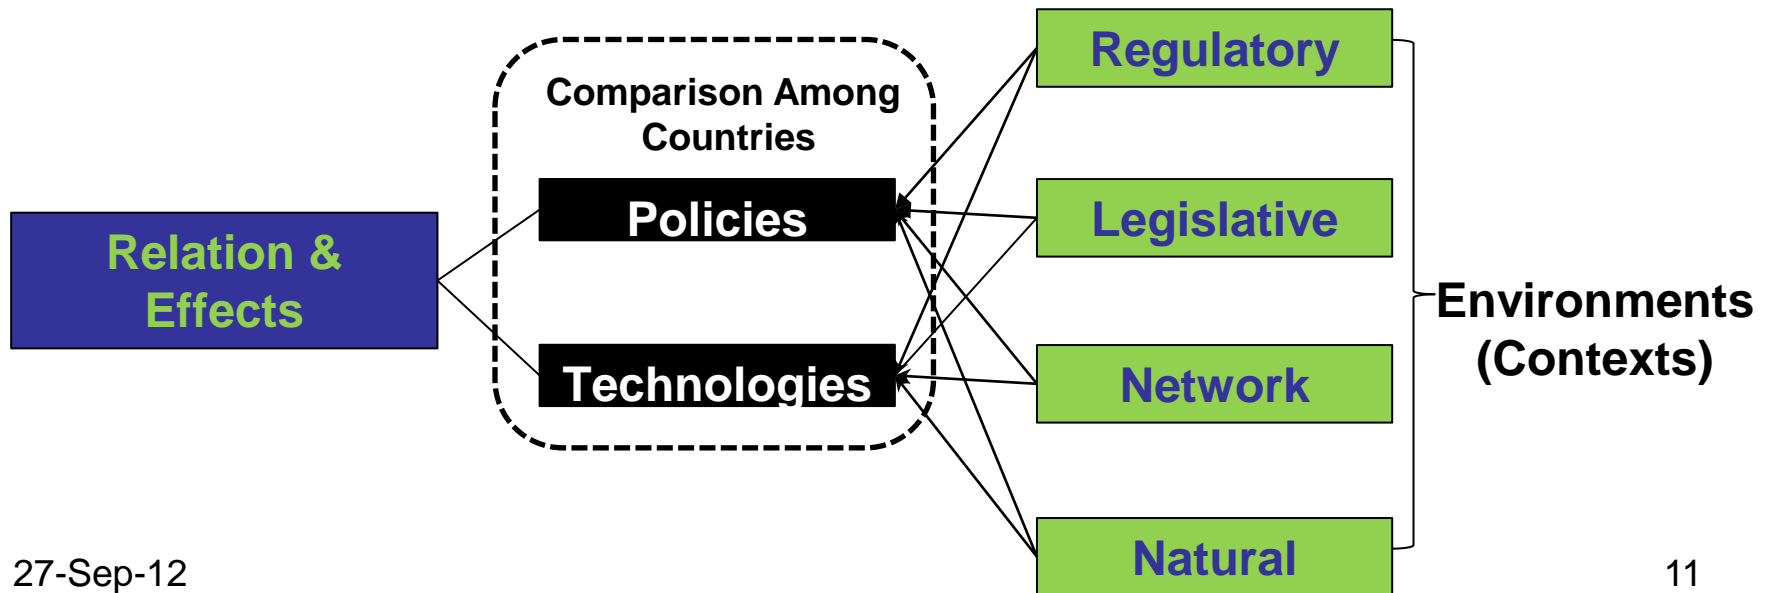 Relation &
Effects
Comparison Among
Countries
Policies
Technologies
Regulatory
Legislative
Network
Natural
Environments
(Contexts)
27-Sep-12
11